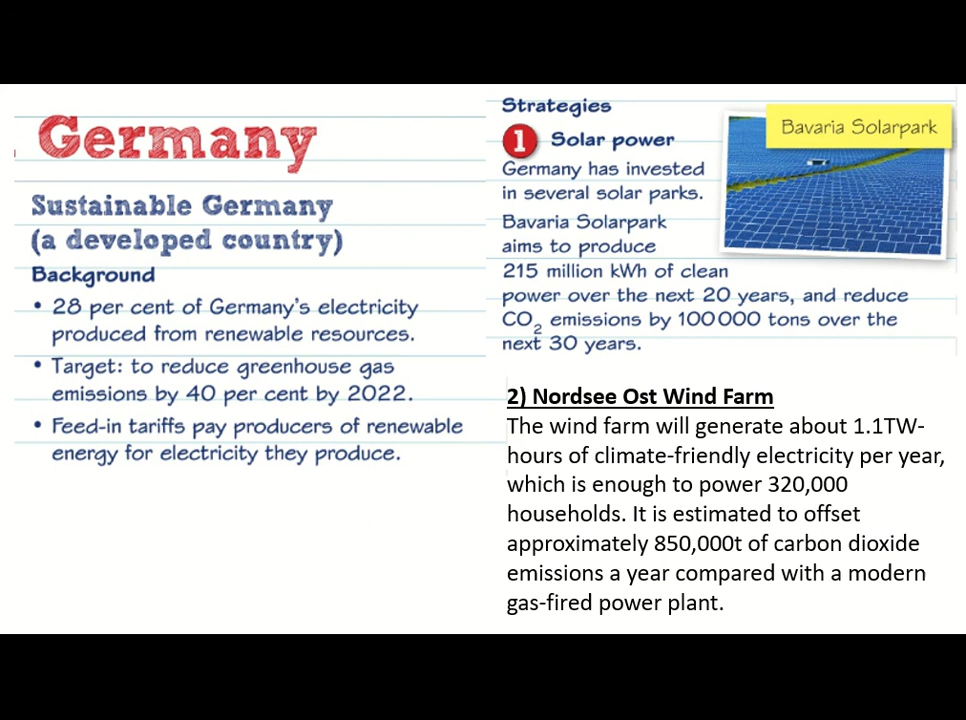 Germany
Sustainable Germany
(a developed country)
Background
• 28 per cent of Germany's electricity
produced from renewable resources.
• Target: to reduce greenhouse gas
emissions by 40 per cent by 2022.
• Feed-in tariffs pay producers of renewable
energy for electricity they produce.
Strategies
1 Solar power
Germany has invested
in several solar parks.
Bavaria Solarpark
aims to produce
215 million kWh of clean
power over the next 20 years, and reduce
CO2 emissions by 100000 tons over the
next 30 years.
Bavaria Solarpark
2) Nordsee Ost Wind Farm
The wind farm will generate about 1.1TW-
hours of climate-friendly electricity per year,
which is enough to power 320,000
households. It is estimated to offset
approximately 850,000t of carbon dioxide
emissions a year compared with a modern
gas-fired power plant.